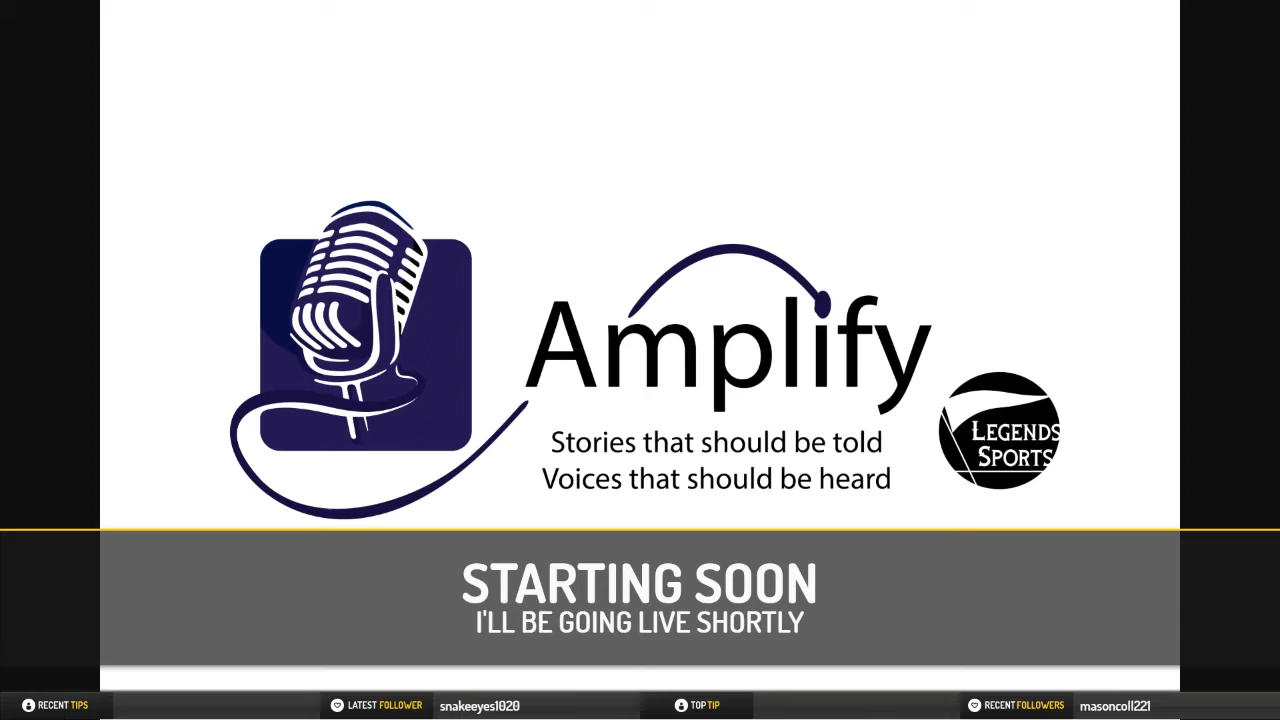 Amplify
Stories that should be told
Voices that should be heard
LEGENDS
SPORTS
STARTING SOON
I'LL BE GOING LIVE SHORTLY
RECENT TIPS
LATEST FOLLOWER snakeeyes1020
TOP TIP
RECENT FOLLOWERS masoncoll221